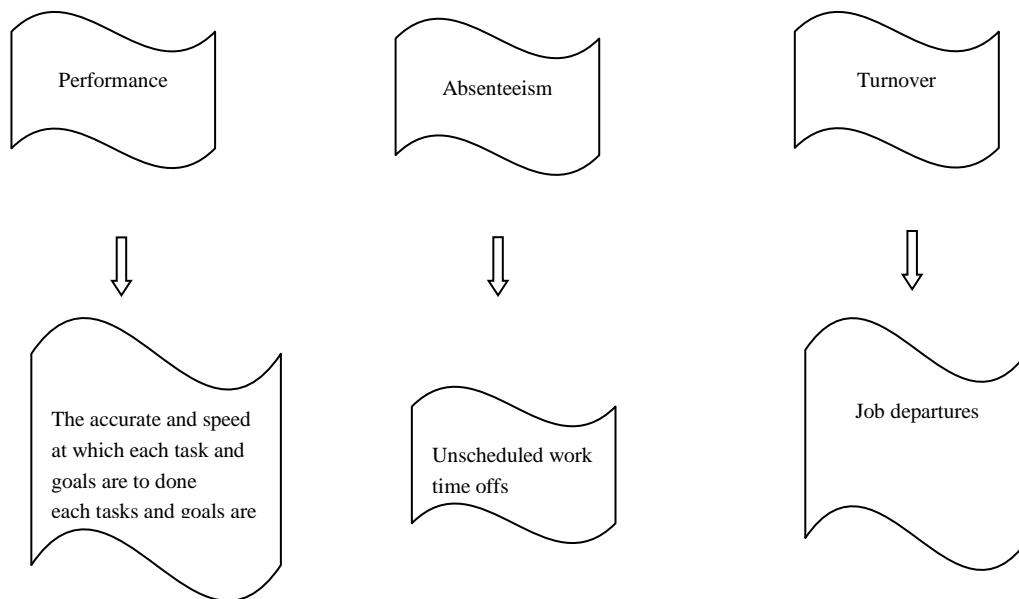 Performance
Absenteeism
Turnover
The accurate and speed
at which each task and
goals are to done
each tasks and goals are
Unscheduled work
time offs
Job departures